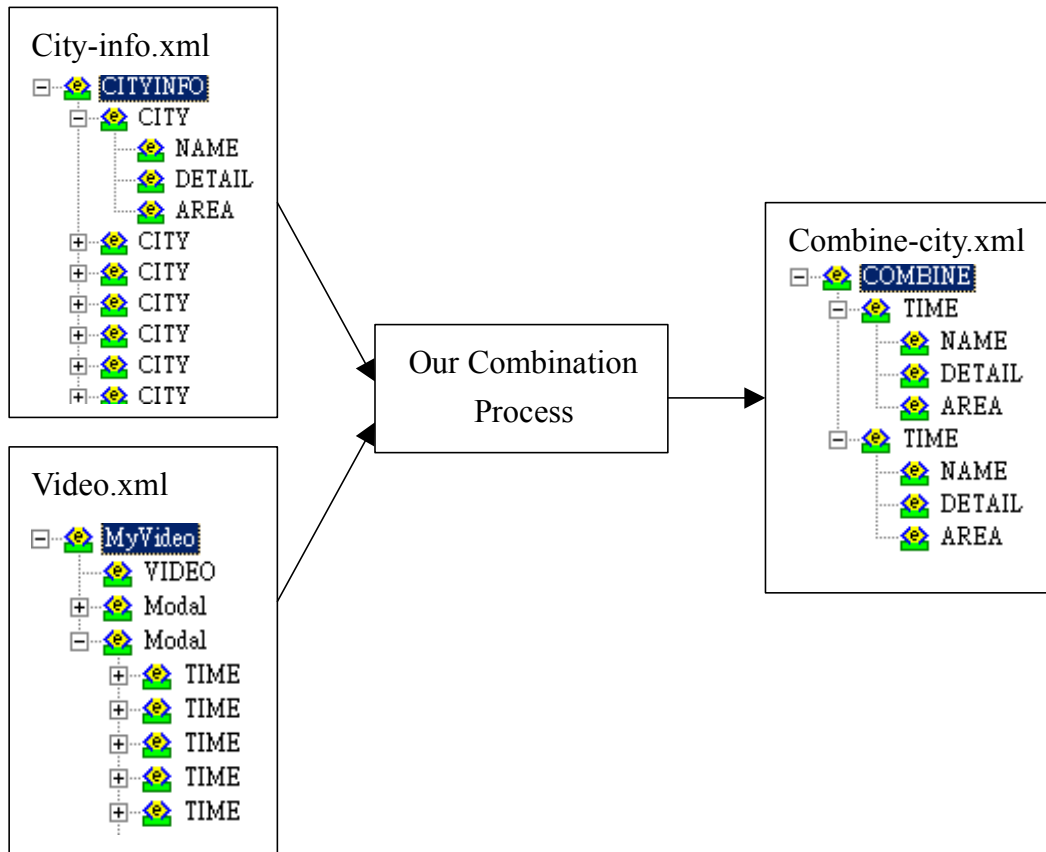 City-info.xml
CITYINFO
CITY
NAME
DETAIL
AREA
CITY
CITY
CITY
CITY
CITY
CITY
Video.xml
MyVideo
VIDEO
Modal
Modal
TIME
TIME
TIME
TIME
TIME
Our Combination
Process
Combine-city.xml
COMBINE
TIME
NAME
DETAIL
AREA
TIME
NAME
DETAIL
AREA